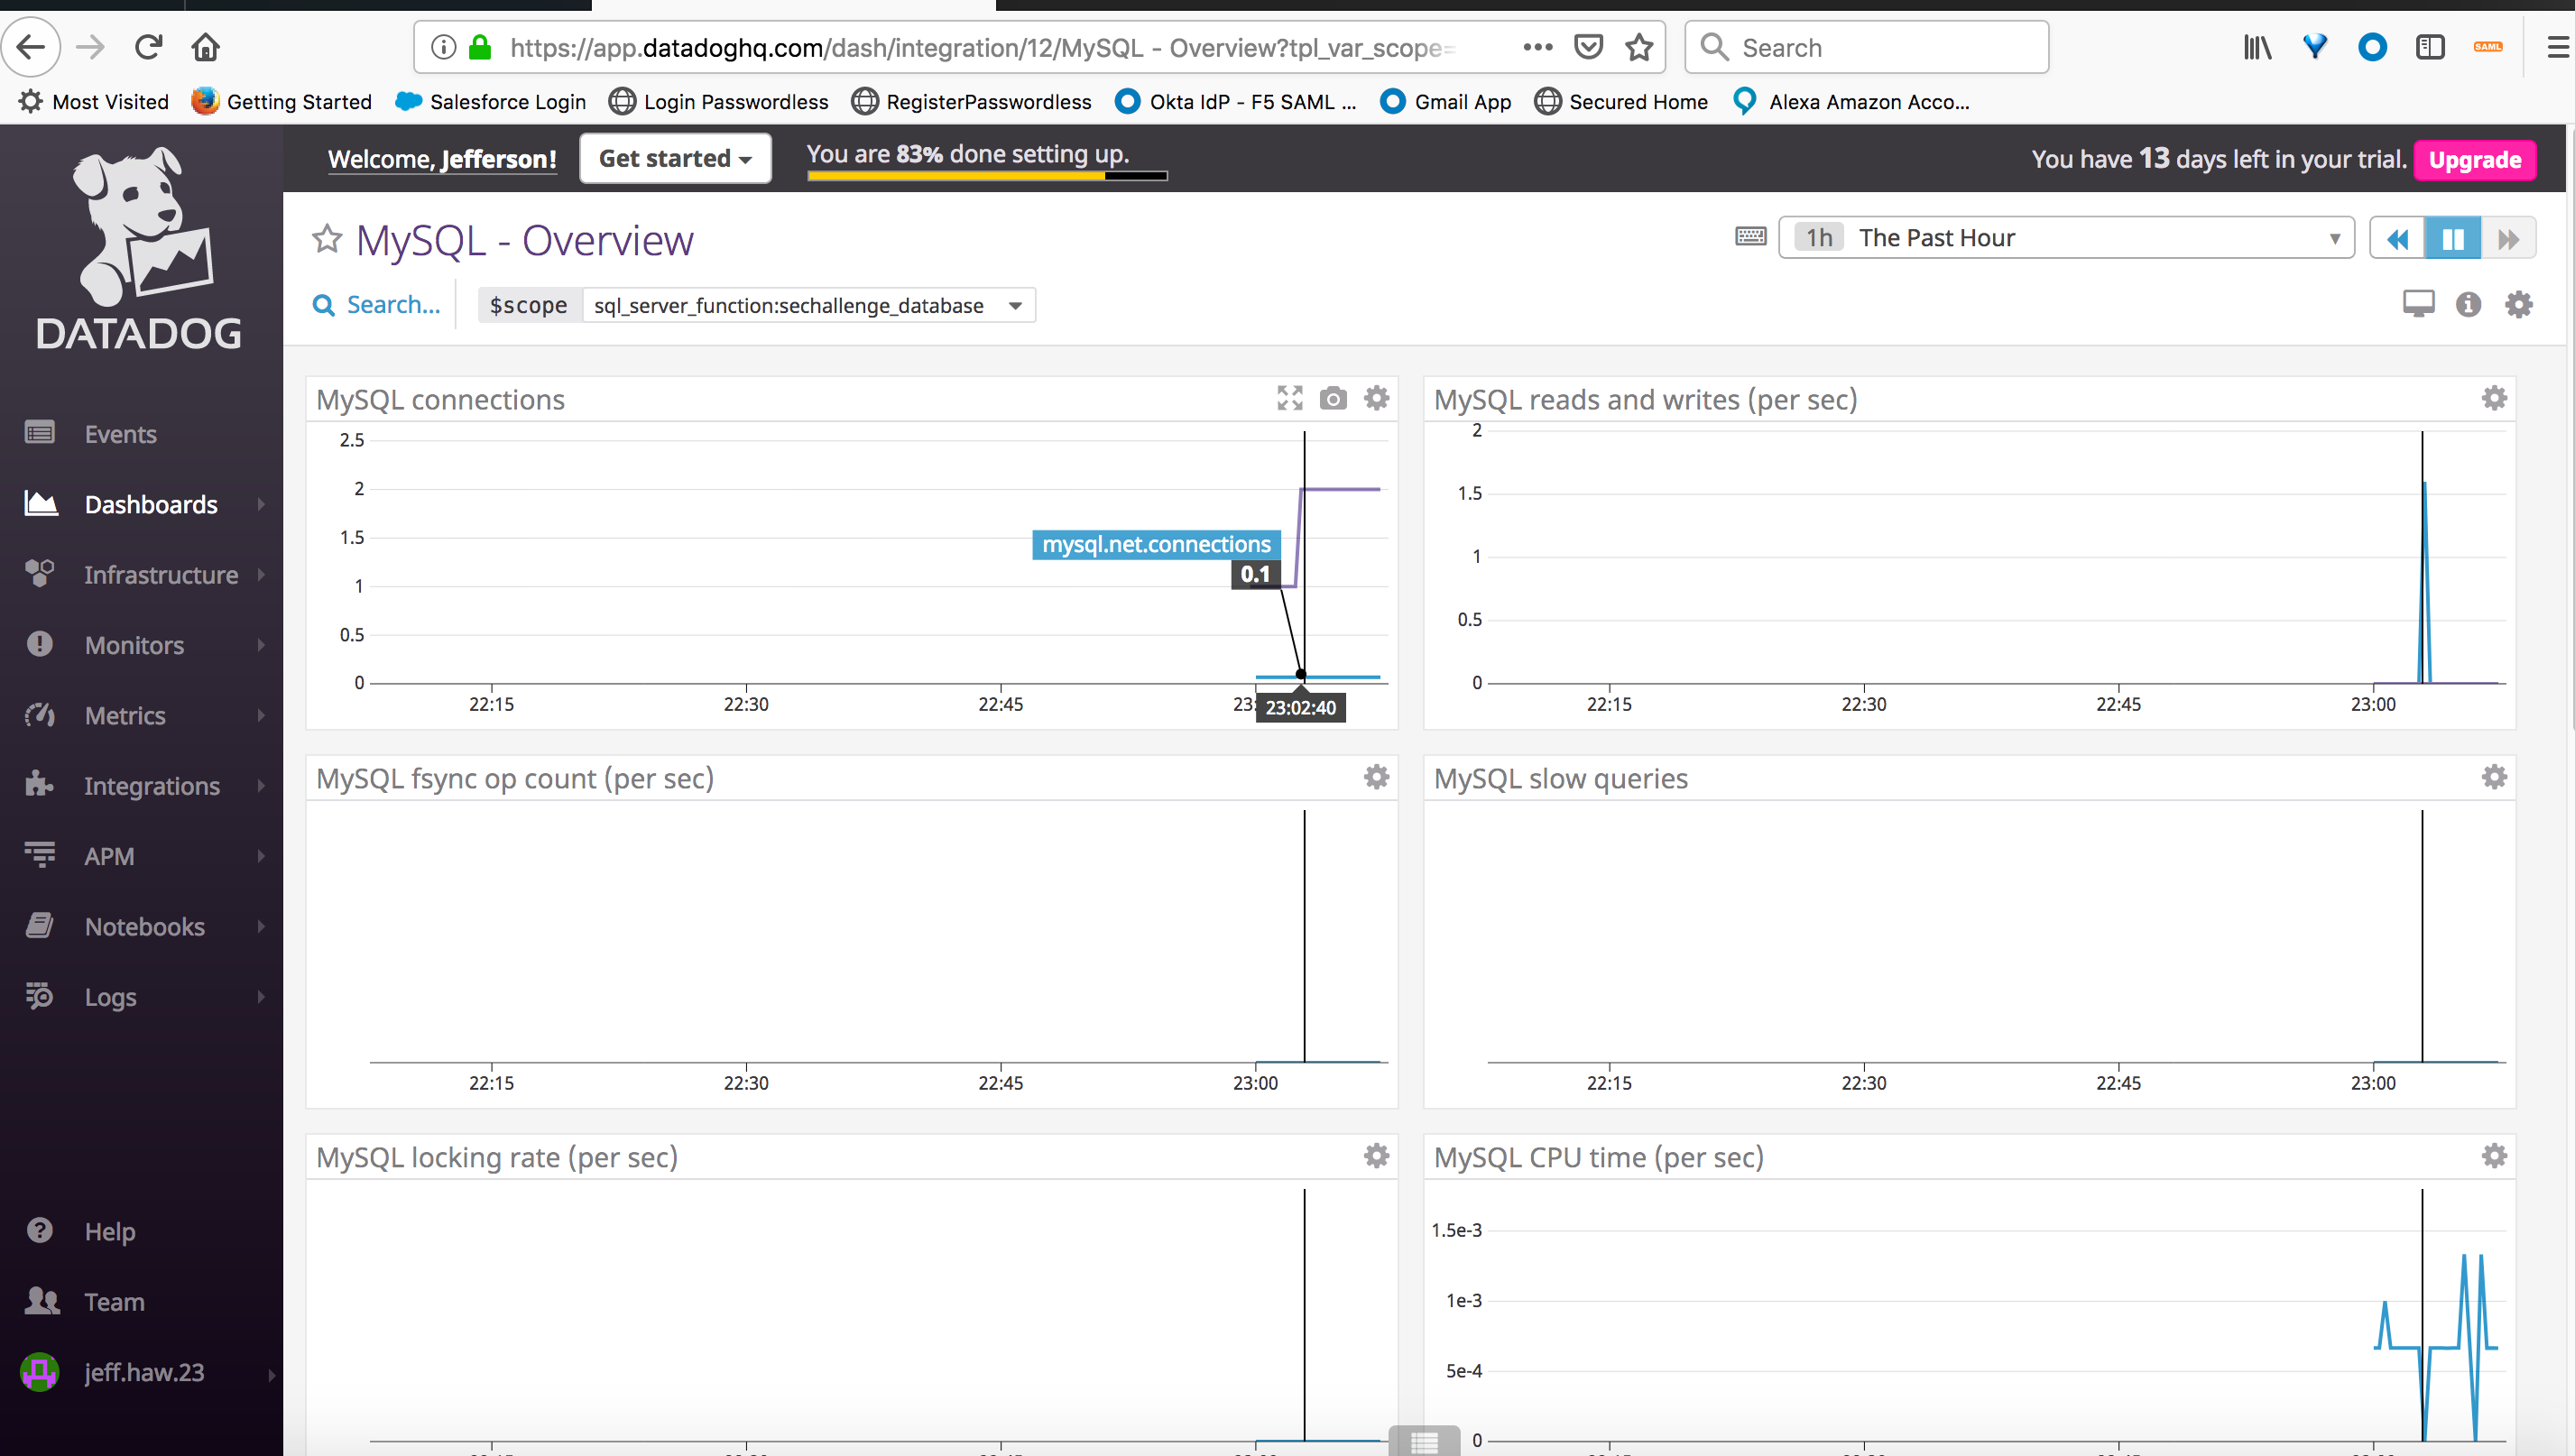 https://app.datadoghq.com/dash/integration/12/MySQL - Overview?tpl_var_scope=
Search
SAML
Most Visited
Getting Started
Salesforce Login
Login Passwordless
RegisterPasswordless
Okta IdP - F5 SAML ...
Gmail App
Secured Home
Alexa Amazon Acco...
DATADOG
Events
Dashboards
Infrastructure
Monitors
Metrics
Integrations
APM
Notebooks
Logs
Help
Team
jeff.haw.23
Welcome, Jefferson!
Get started
You are 83% done setting up.
You have 13 days left in your trial.
Upgrade
MySQL - Overview
1h The Past Hour
Search...
$scope sql_server_function:sechallenge_database
MySQL connections
2.5
2
1.5
1
0.5
0
mysql.net.connections
0.1
22:15 22:30 22:45 23:02:40
MySQL reads and writes (per sec)
2
1.5
1
0.5
0
22:15 22:30 22:45 23:00
MySQL fsync op count (per sec)
22:15 22:30 22:45 23:00
MySQL slow queries
22:15 22:30 22:45 23:00
MySQL locking rate (per sec)
MySQL CPU time (per sec)
1.5e-3
1e-3
5e-4
0